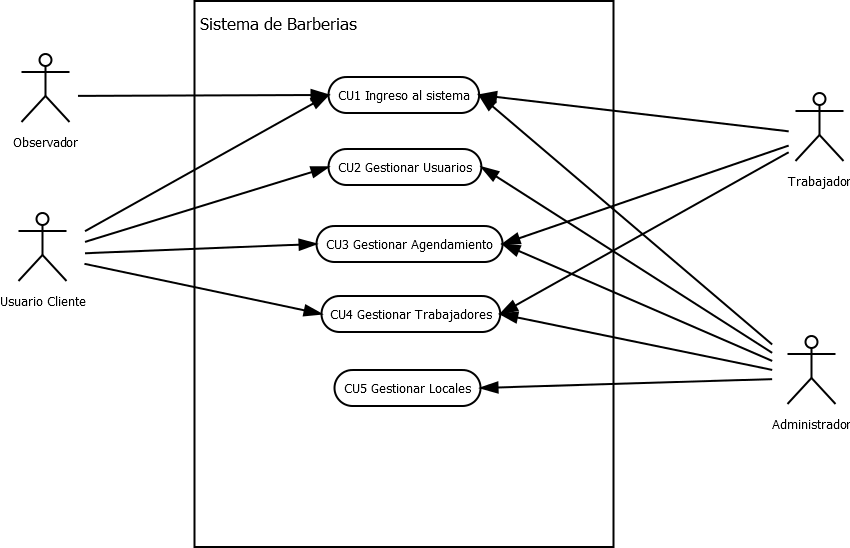 Sistema de Barberias
CU1 Ingreso al sistema
Observador
CU2 Gestionar Usuarios
Trabajador
CU3 Gestionar Agendamiento
Usuario Cliente
CU4 Gestionar Trabajadores
CU5 Gestionar Locales
Administrador